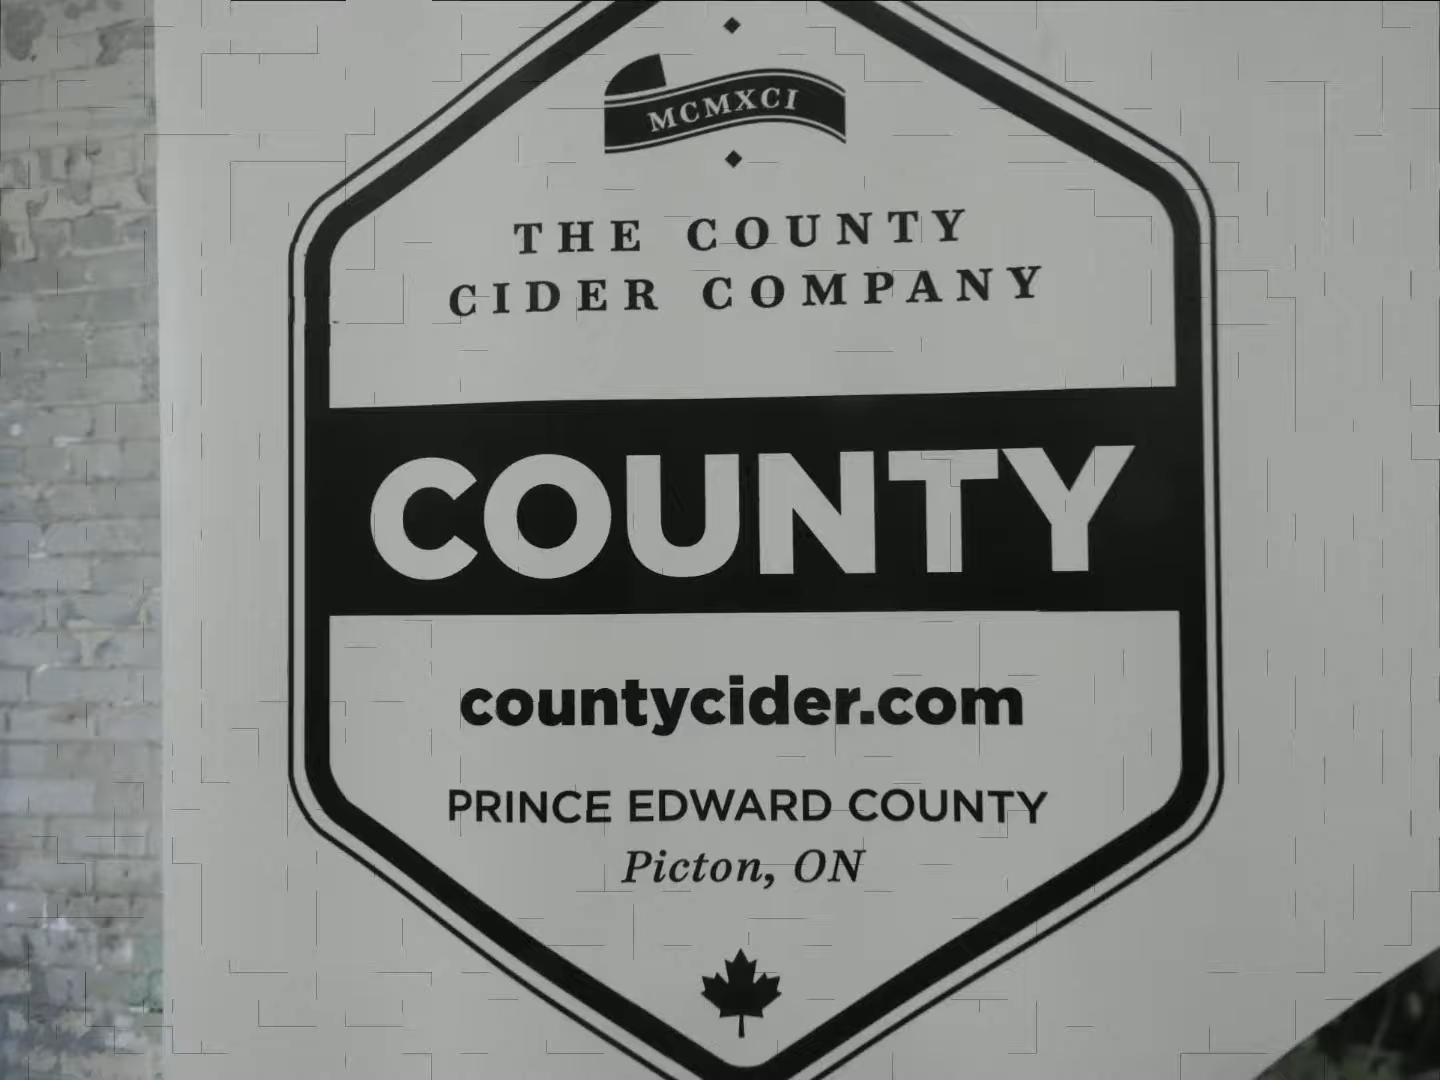 MCMXCI
THE COUNTY
CIDER COMPANY
COUNTY
countycider.com
PRINCE EDWARD COUNTY
Picton, ON